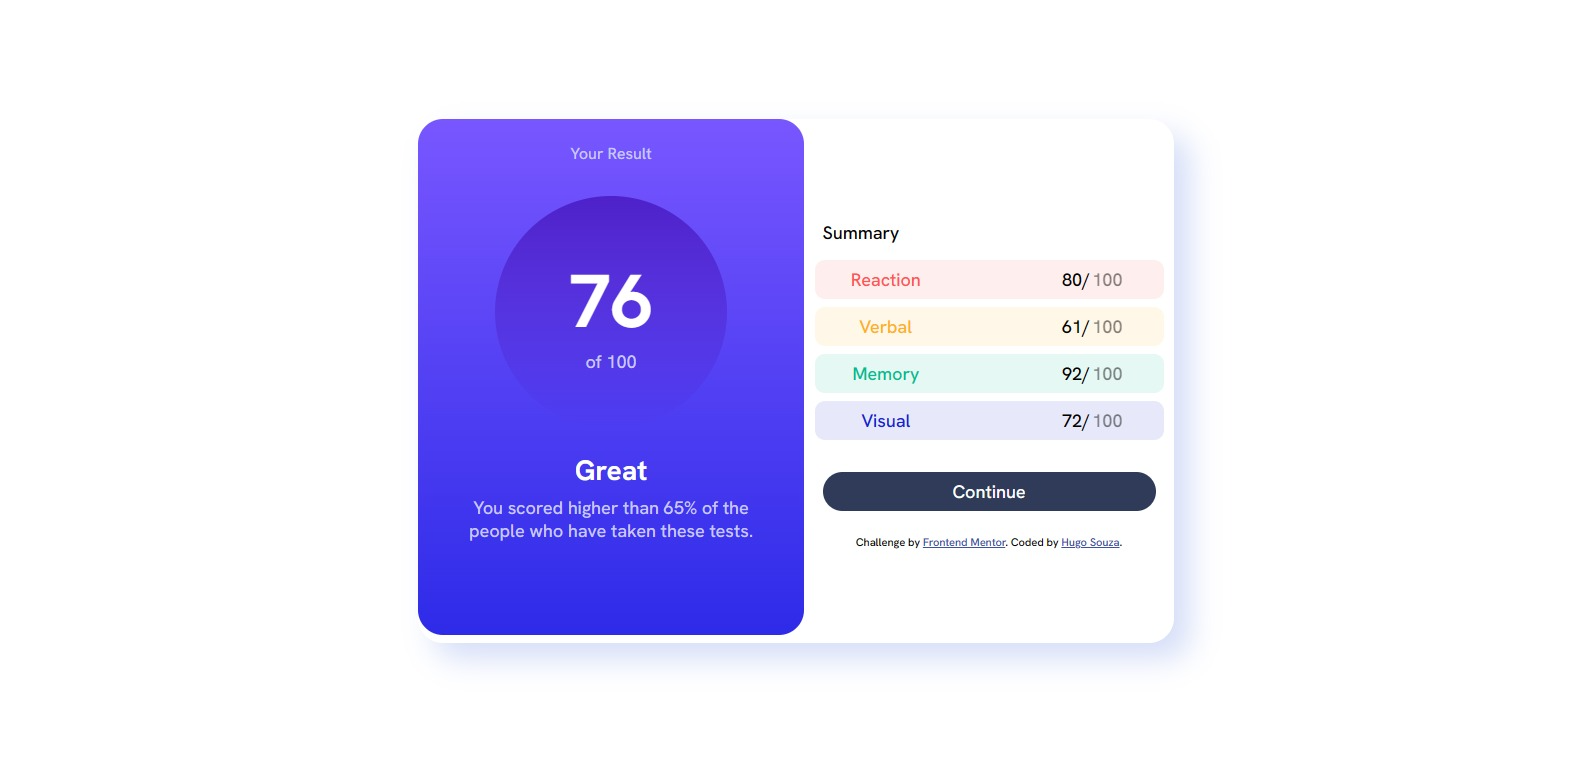 Your Result
76
of 100
Great
You scored higher than 65% of the
people who have taken these tests.
Summary
Reaction 80/ 100
Verbal 61/ 100
Memory 92/ 100
Visual 72/ 100
Continue
Challenge by Frontend Mentor. Coded by Hugo Souza.